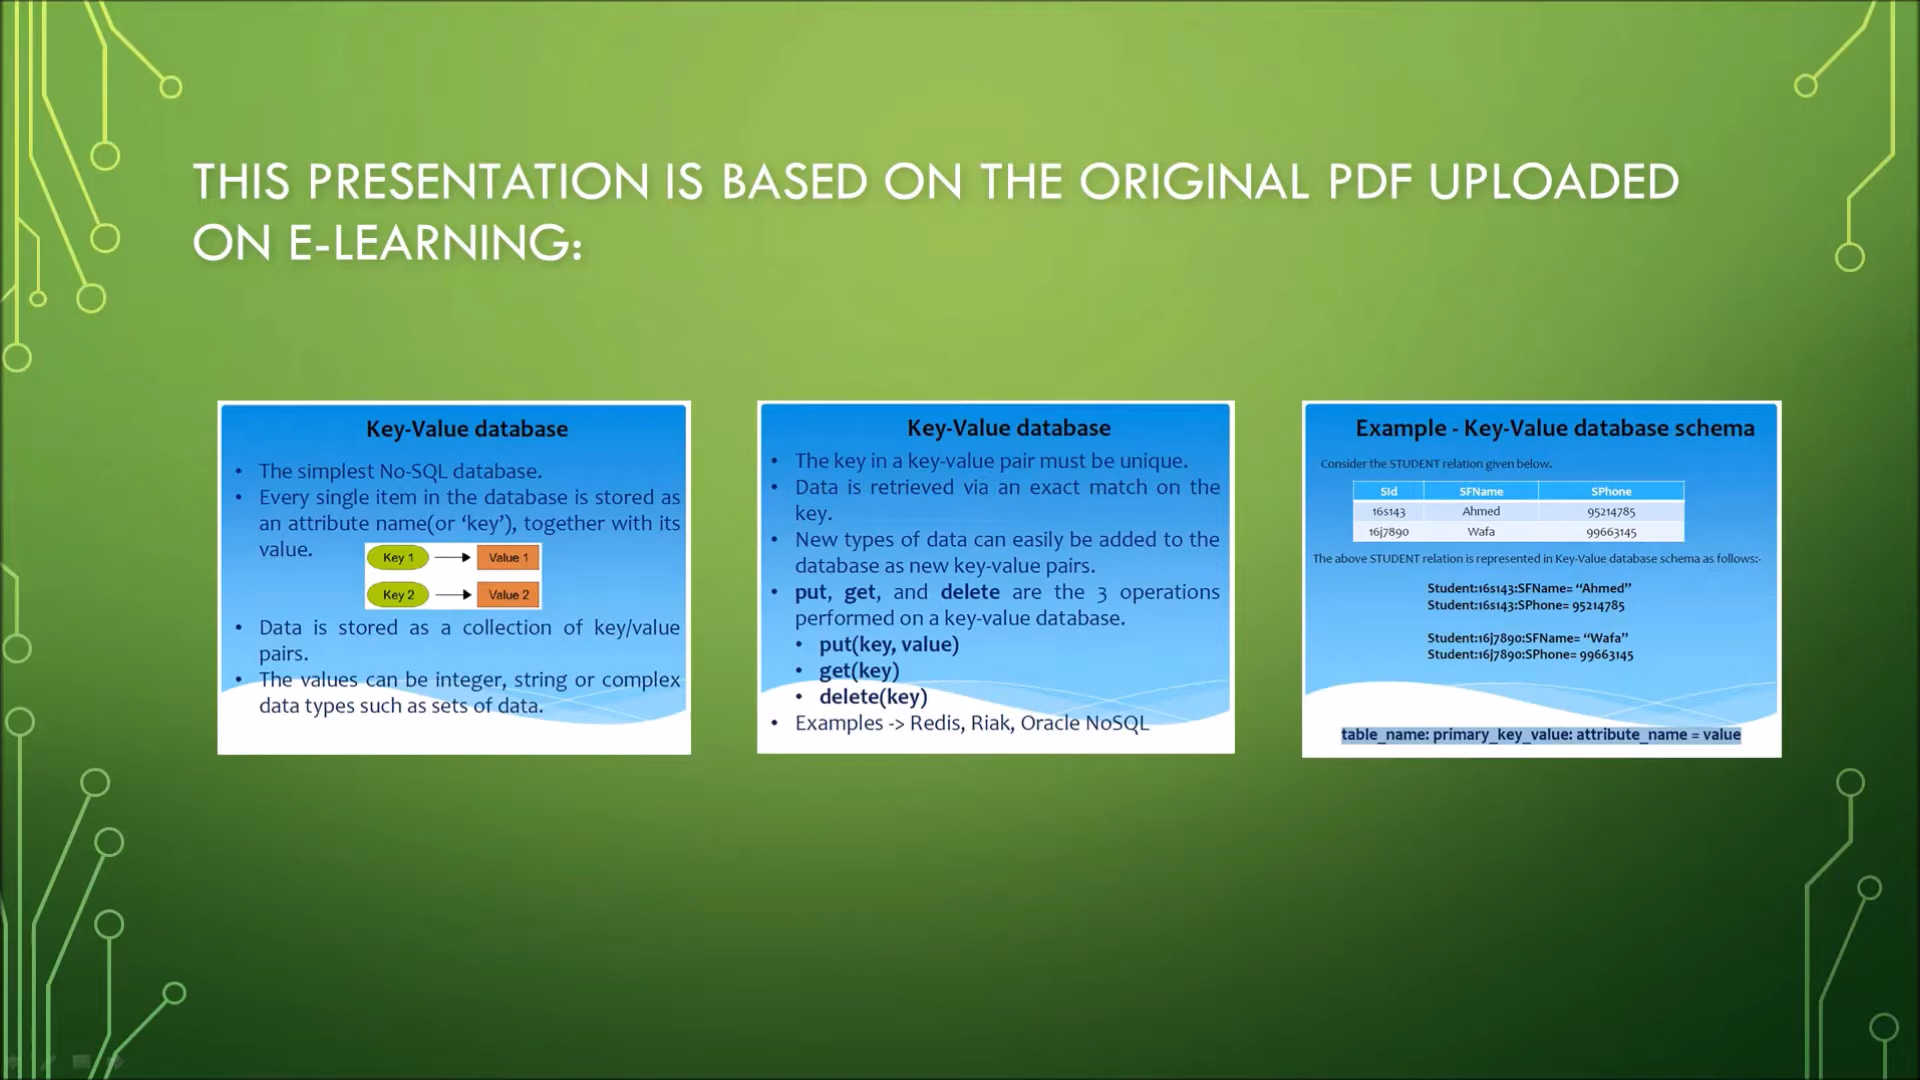 THIS PRESENTATION IS BASED ON THE ORIGINAL PDF UPLOADED
ON E-LEARNING:
Key-Value database
• The simplest No-SQL database.
• Every single item in the database is stored as
an attribute name(or ‘key’), together with its
value.
Key 1 Value 1
Key 2 Value 2
• Data is stored as a collection of key/value
pairs.
• The values can be integer, string or complex
data types such as sets of data.
Key-Value database
• The key in a key-value pair must be unique.
• Data is retrieved via an exact match on the
key.
• New types of data can easily be added to the
database as new key-value pairs.
• put, get, and delete are the 3 operations
performed on a key-value database.
• put(key, value)
• get(key)
• delete(key)
• Examples -> Redis, Riak, Oracle NoSQL
Example - Key-Value database schema
Consider the STUDENT relation given below.
SId SFName SPhone
16s143 Ahmed 95214785
16j7890 Wafa 99663145
The above STUDENT relation is represented in Key-Value database schema as follows:-
Student:16s143:SFName= “Ahmed”
Student:16s143:SPhone= 95214785
Student:16j7890:SFName= “Wafa”
Student:16j7890:SPhone= 99663145
table_name: primary_key_value: attribute_name = value